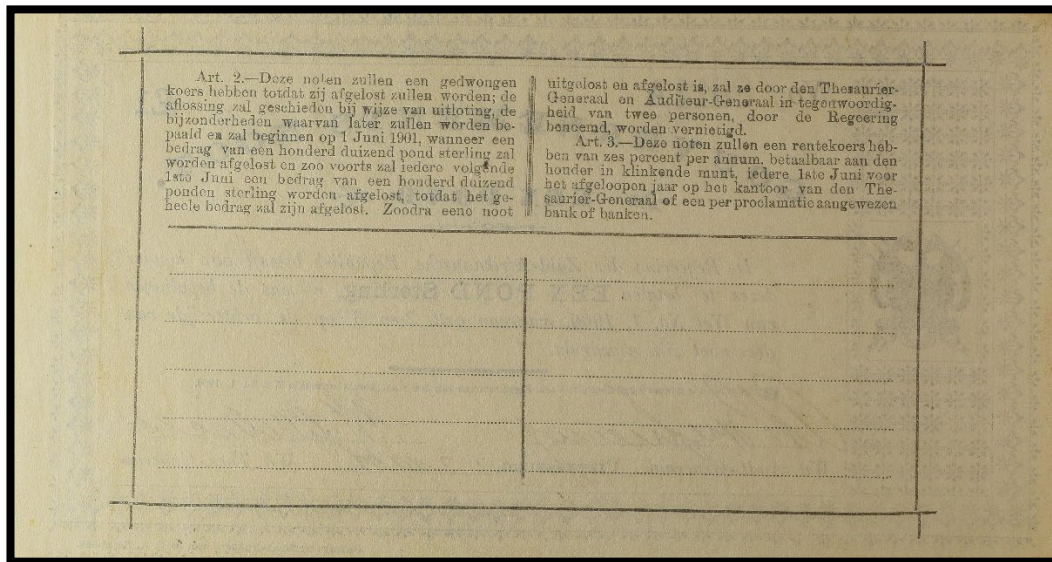 Art. 2.—Deze noten zullen een gedwongen
koers hebben totdat zij afgelost zullen worden; de
aflossing zal geschieden bij wijze van uitloting, de
bijzonderheden waarvan later zullen worden be-
paald en zal beginnen op 1 Juni 1901, wanneer een
bedrag van een honderd duizend pond sterling zal
worden afgelost en zoo voorts zal iedere volgende
1ste Juni een bedrag van een honderd duizend
ponden sterling worden afgelost, totdat het ge-
heele bedrag zal zijn afgelost. Zoodra eene noot
uitgelost en afgelost is, zal ze door den Thesaurier-
Generaal en Auditeur-Generaal in tegenwoordig-
heid van twee personen, door de Regeering
benoemd, worden vernietigd.
Art. 3.—Deze noten zullen een rentekoers heb-
ben van zes percent per annum, betaalbaar aan den
houder in klinkende munt, iedere 1ste Juni voor
het afgeloopen jaar op het kantoor van den The-
saurier-Generaal of een per proclamatie aangewezen
bank of banken.
EEN POND Sterling